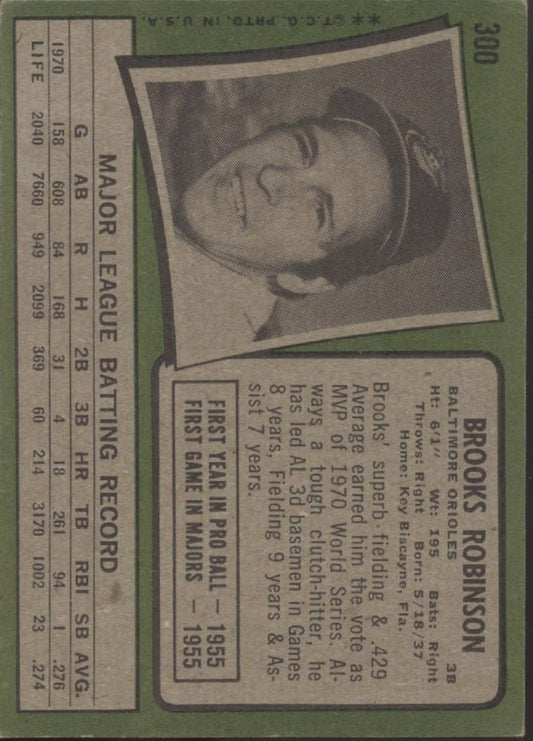 300
BROOKS ROBINSON 3B
BALTIMORE ORIOLES
Ht: 6'1" Wt: 195 Bats: Right
Throws: Right Born: 5/18/37
Home: Key Biscayne, Fla.
Brooks' superb fielding & .429
Average earned him the vote as
MVP of 1970 World Series. Al-
ways a tough clutch-hitter, he
has led AL 3d basemen in Games
8 years, Fielding 9 years & As-
sist 7 years.
FIRST YEAR IN PRO BALL — 1955
FIRST GAME IN MAJORS — 1955
MAJOR LEAGUE BATTING RECORD
G AB R H 2B 3B HR TB RBI SB AVG.
1970 158 608 84 168 31 4 18 261 94 1 .276
LIFE 2040 7660 949 2099 369 60 214 3170 1002 23 .274
**©T.C.G. PRTD. IN U.S.A.